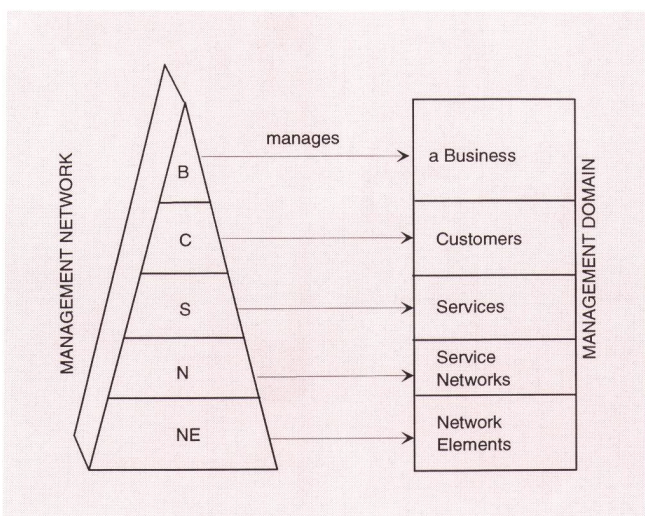 MANAGEMENT NETWORK
manages
B
a Business
C
Customers
S
Services
N
Service
Networks
NE
Network
Elements
MANAGEMENT DOMAIN